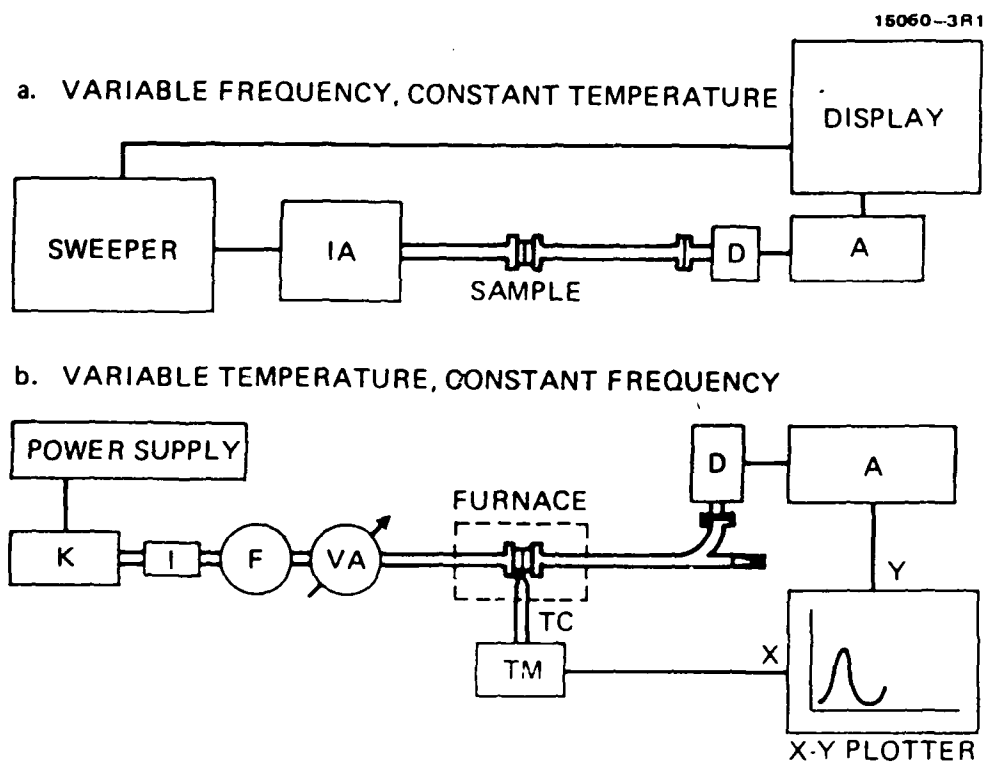 15060-3R1
a. VARIABLE FREQUENCY, CONSTANT TEMPERATURE
DISPLAY
SWEEPER
IA
SAMPLE
D
A
b. VARIABLE TEMPERATURE, CONSTANT FREQUENCY
POWER SUPPLY
D
A
FURNACE
K
I
F
VA
Y
TC
TM
X
X-Y PLOTTER